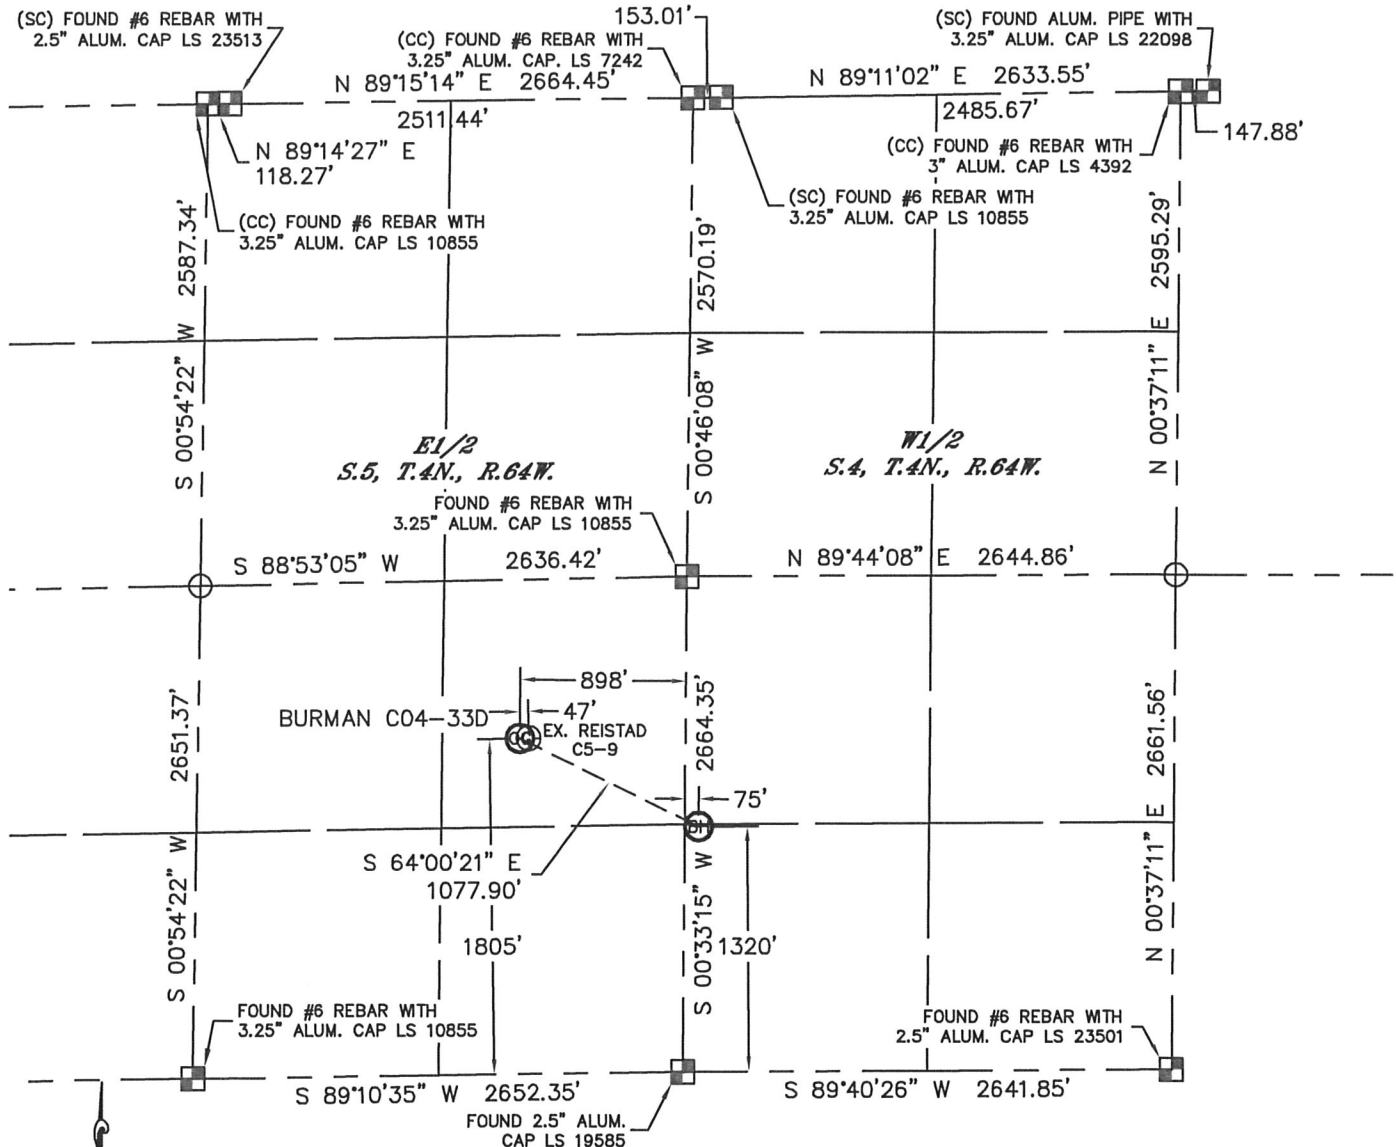 (SC) FOUND #6 REBAR WITH
2.5" ALUM. CAP LS 23513
153.01'
(CC) FOUND #6 REBAR WITH
3.25" ALUM. CAP. LS 7242
(SC) FOUND ALUM. PIPE WITH
3.25" ALUM. CAP LS 22098
N 89°15'14" E 2664.45'
N 89°11'02" E 2633.55'
2511.44'
2485.67'
147.88'
N 89°14'27" E
118.27'
(CC) FOUND #6 REBAR WITH
3" ALUM. CAP LS 4392
(SC) FOUND #6 REBAR WITH
3.25" ALUM. CAP LS 10855
(CC) FOUND #6 REBAR WITH
3.25" ALUM. CAP LS 10855
S 00°54'22" W 2587.34'
S 00°46'08" W 2570.19'
N 00°37'11" E 2595.29'
E1/2
S.5, T.4N., R.64W.
W1/2
S.4, T.4N., R.64W.
FOUND #6 REBAR WITH
3.25" ALUM. CAP LS 10855
S 88°53'05" W 2636.42'
N 89°44'08" E 2644.86'
898'
BURMAN C04-33D
47'
EX. REISTAD
C5-9
75'
BH
S 64°00'21" E
1077.90'
1805'
1320'
S 00°54'22" W 2651.37'
S 00°33'15" W 2664.35'
N 00°37'11" E 2661.56'
FOUND #6 REBAR WITH
3.25" ALUM. CAP LS 10855
FOUND #6 REBAR WITH
2.5" ALUM. CAP LS 23501
S 89°10'35" W 2652.35'
S 89°40'26" W 2641.85'
FOUND 2.5" ALUM.
CAP LS 19585